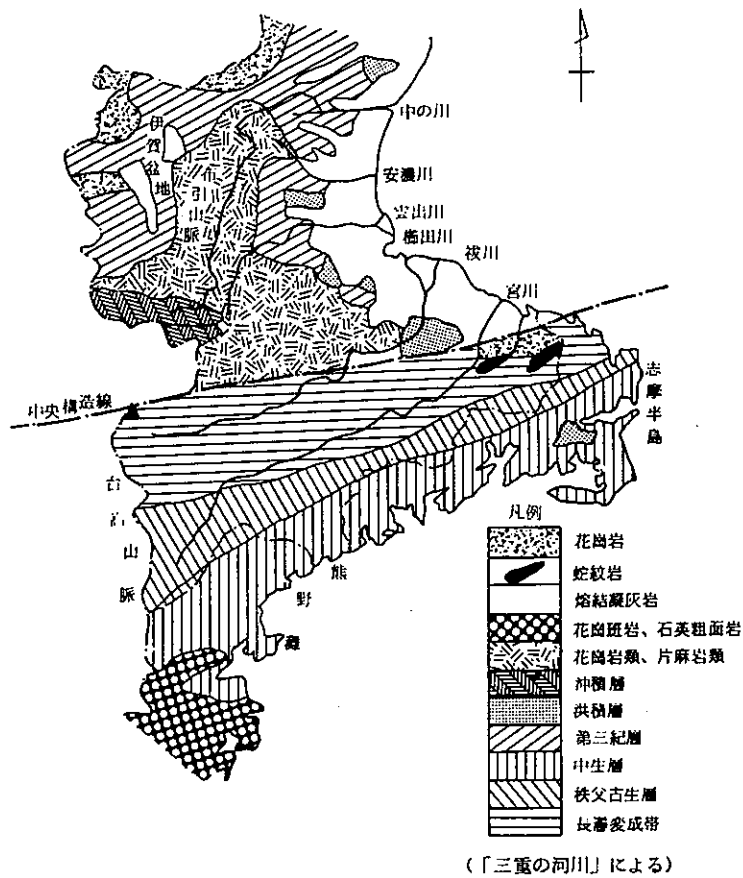 中の川
伊賀盆地
安濃川
布引山脈
雲出川
櫛田川
祓川
宮川
志摩半島
中央構造線
台高山脈
熊野灘
凡例
花崗岩
蛇紋岩
熔結凝灰岩
花崗斑岩、石英粗面岩
花崗岩類、片麻岩類
沖積層
洪積層
第三紀層
中生層
秩父古生層
長瀞変成帯
(「三重の河川」による)